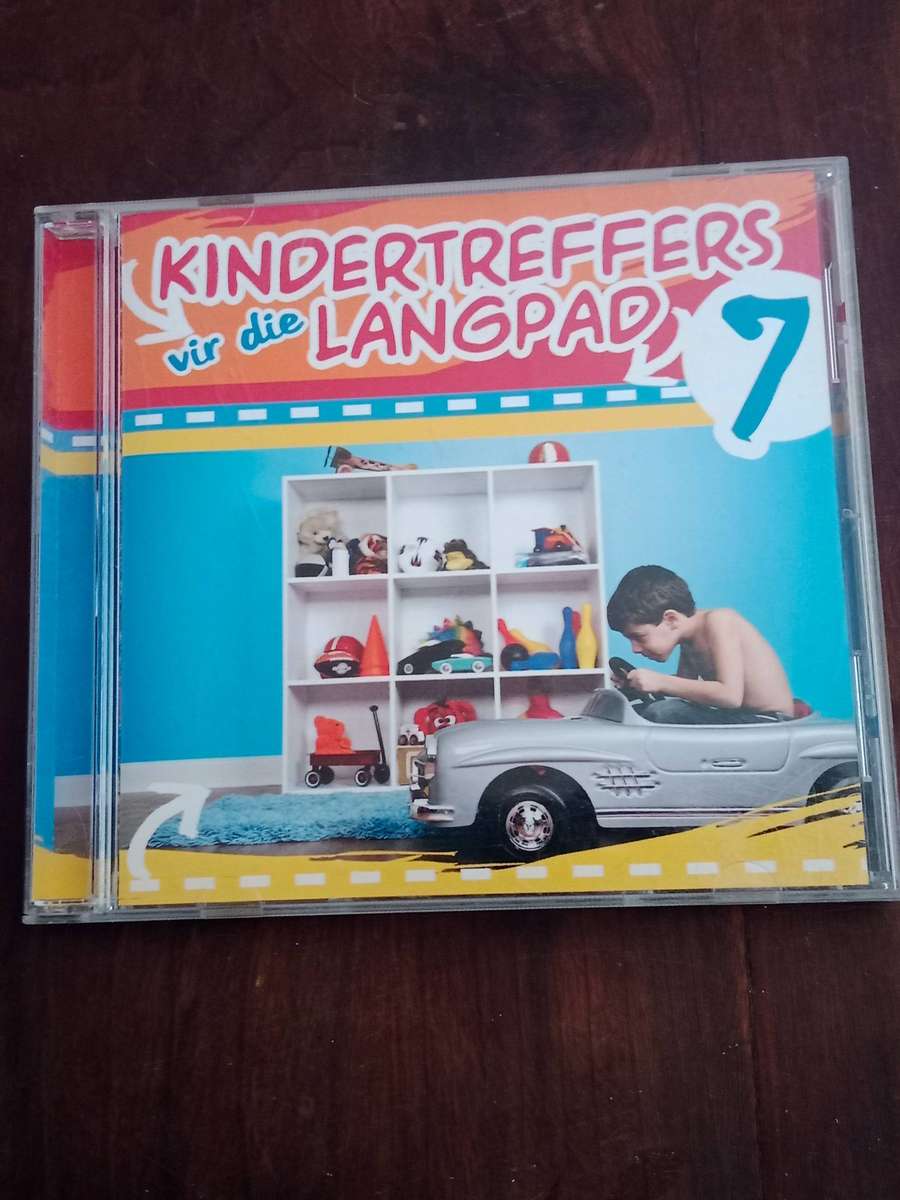 KINDERTREFFERS
vir die LANGPAD
7